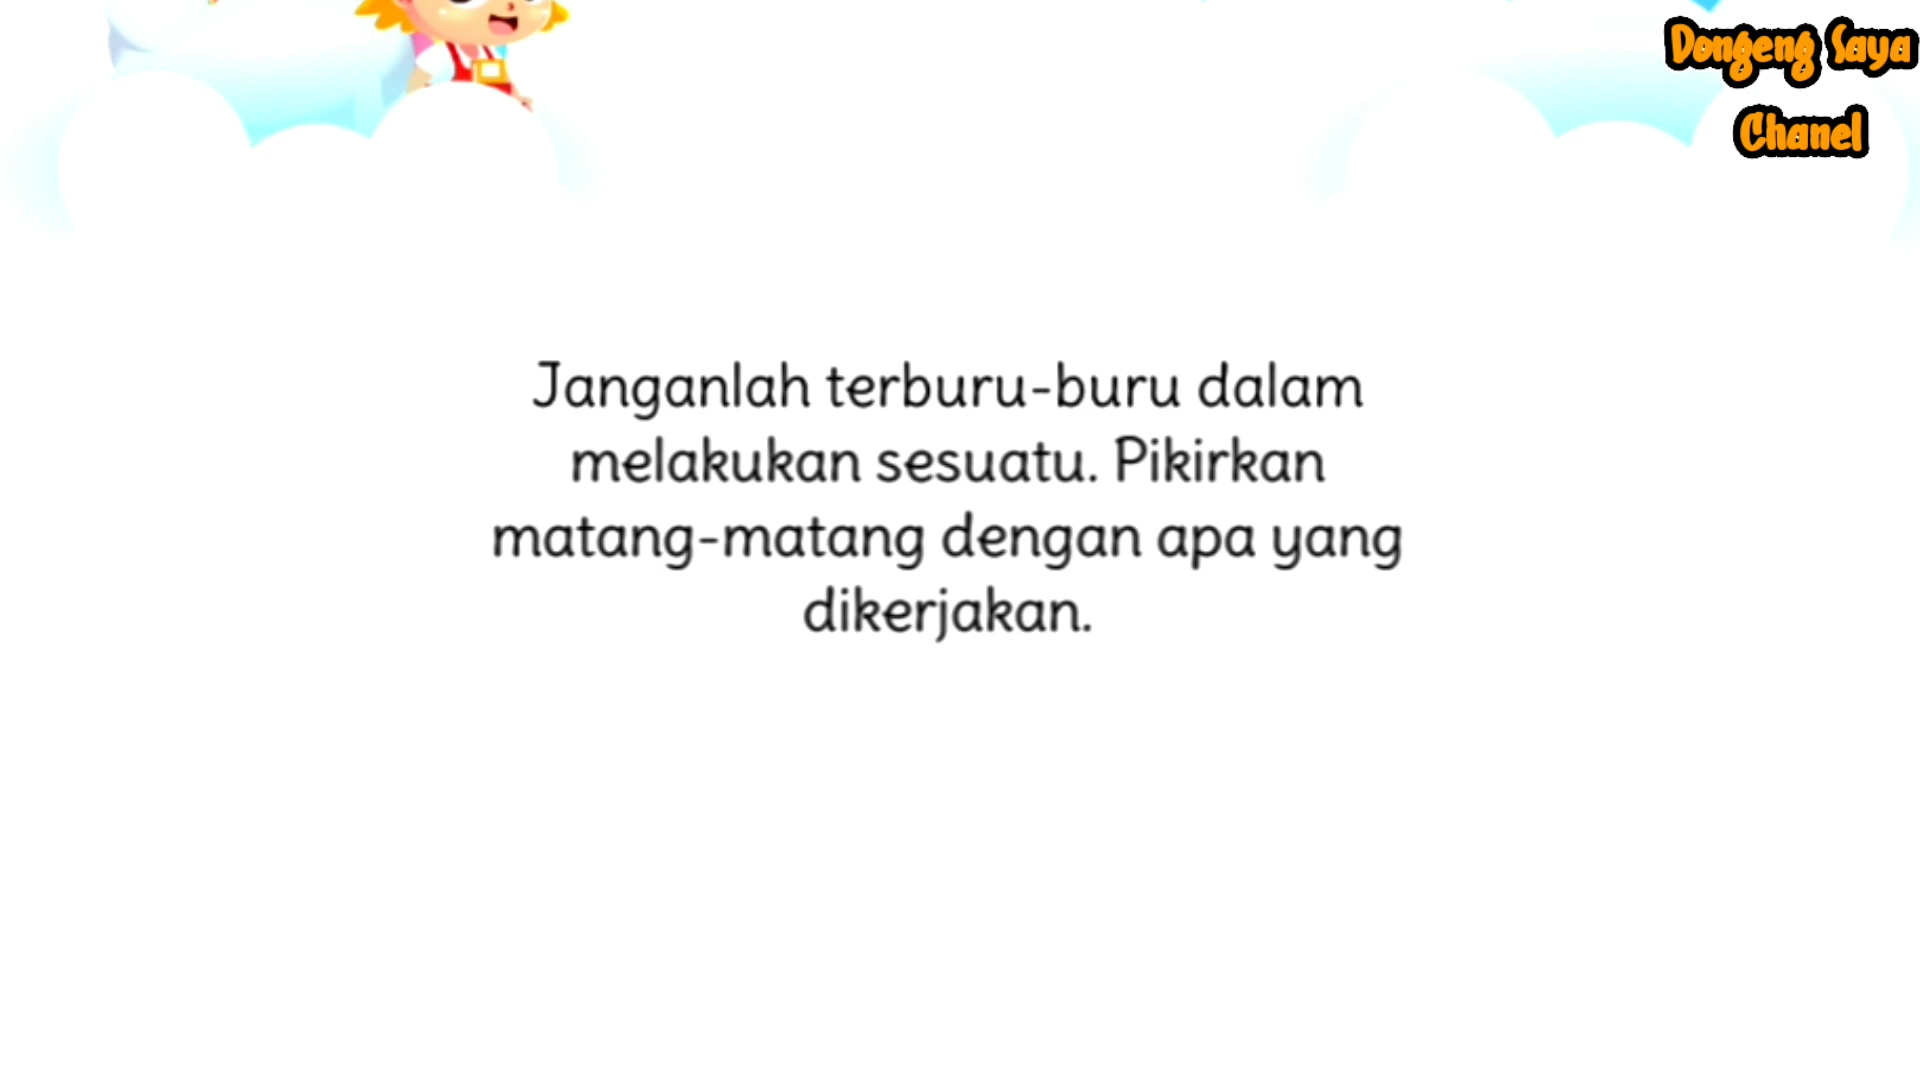 Dongeng Saya
Chanel
Janganlah terburu-buru dalam
melakukan sesuatu. Pikirkan
matang-matang dengan apa yang
dikerjakan.